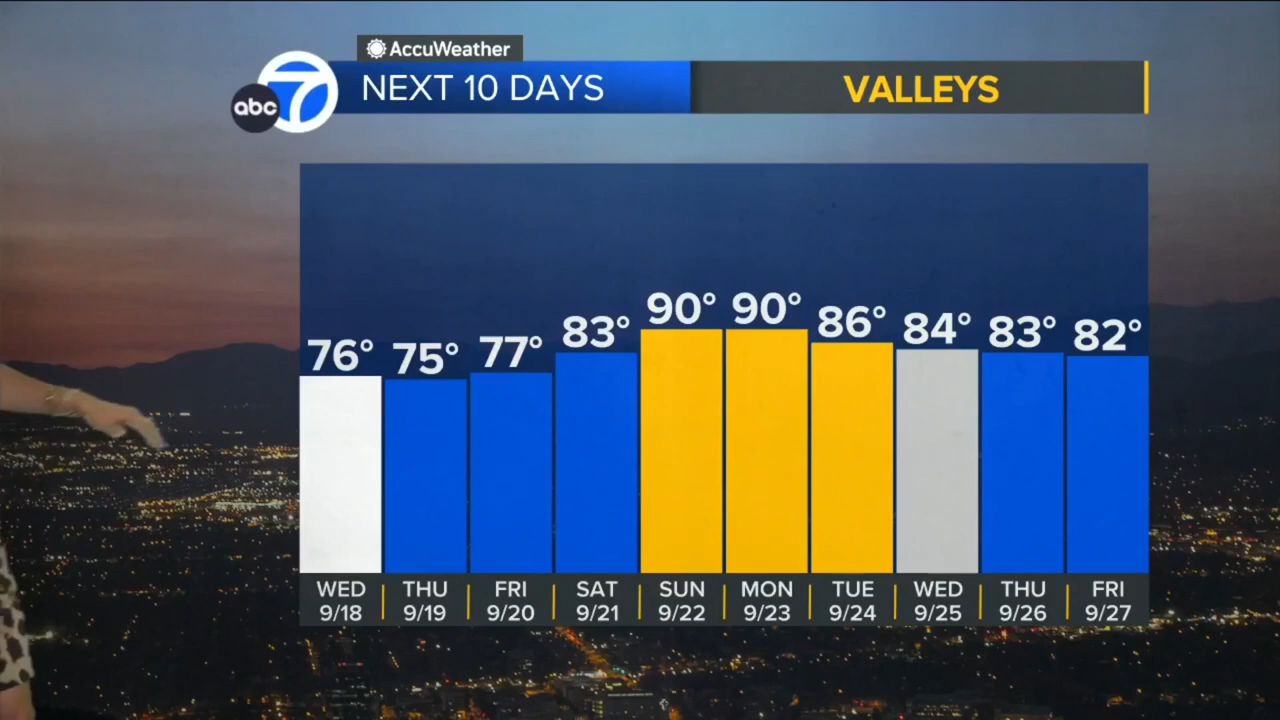 AccuWeather
abc 7
NEXT 10 DAYS
VALLEYS
76° 75° 77° 83° 90° 90° 86° 84° 83° 82°
WED THU FRI SAT SUN MON TUE WED THU FRI
9/18 9/19 9/20 9/21 9/22 9/23 9/24 9/25 9/26 9/27